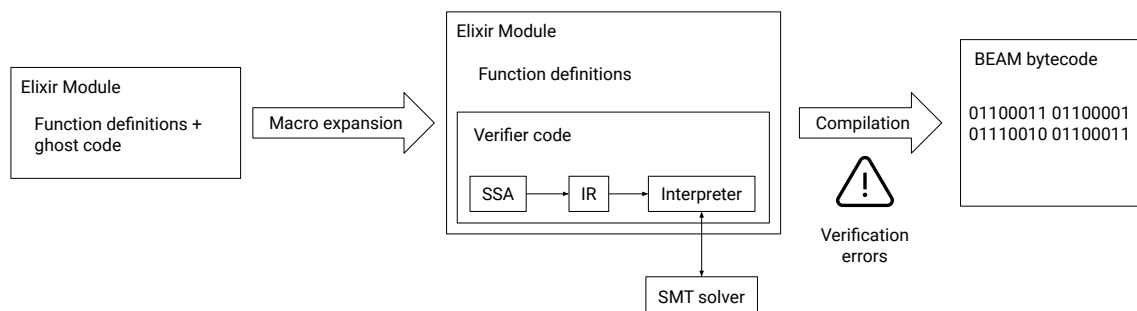 Elixir Module
Function definitions +
ghost code
Macro expansion
Elixir Module
Function definitions
Verifier code
SSA
IR
Interpreter
SMT solver
Compilation
Verification
errors
BEAM bytecode
01100011 01100001
01110010 01100011